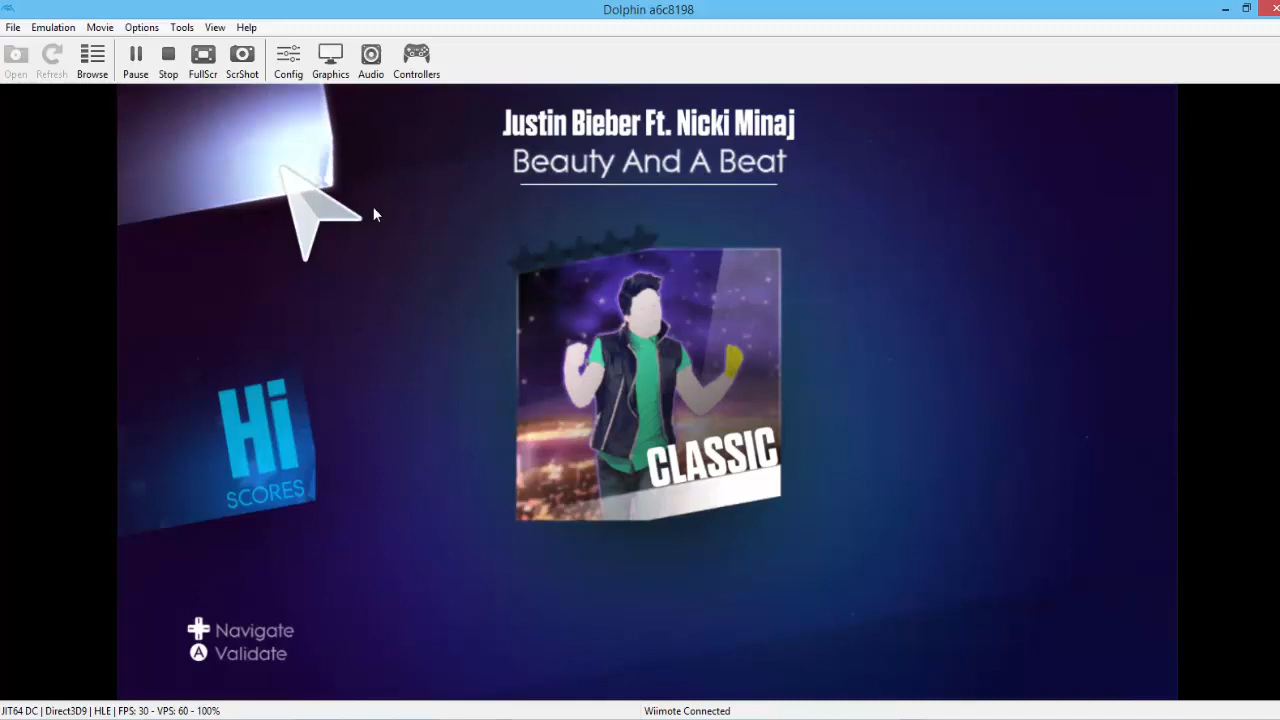 Dolphin a6c8198
File Emulation Movie Options Tools View Help
Open Refresh Browse Pause Stop FullScr ScrShot Config Graphics Audio Controllers
Justin Bieber Ft. Nicki Minaj
Beauty And A Beat
CLASSIC
Hi
SCORES
Navigate
A Validate
JIT64 DC | Direct3D9 | HLE | FPS: 30 - VPS: 60 - 100% Wiimote Connected